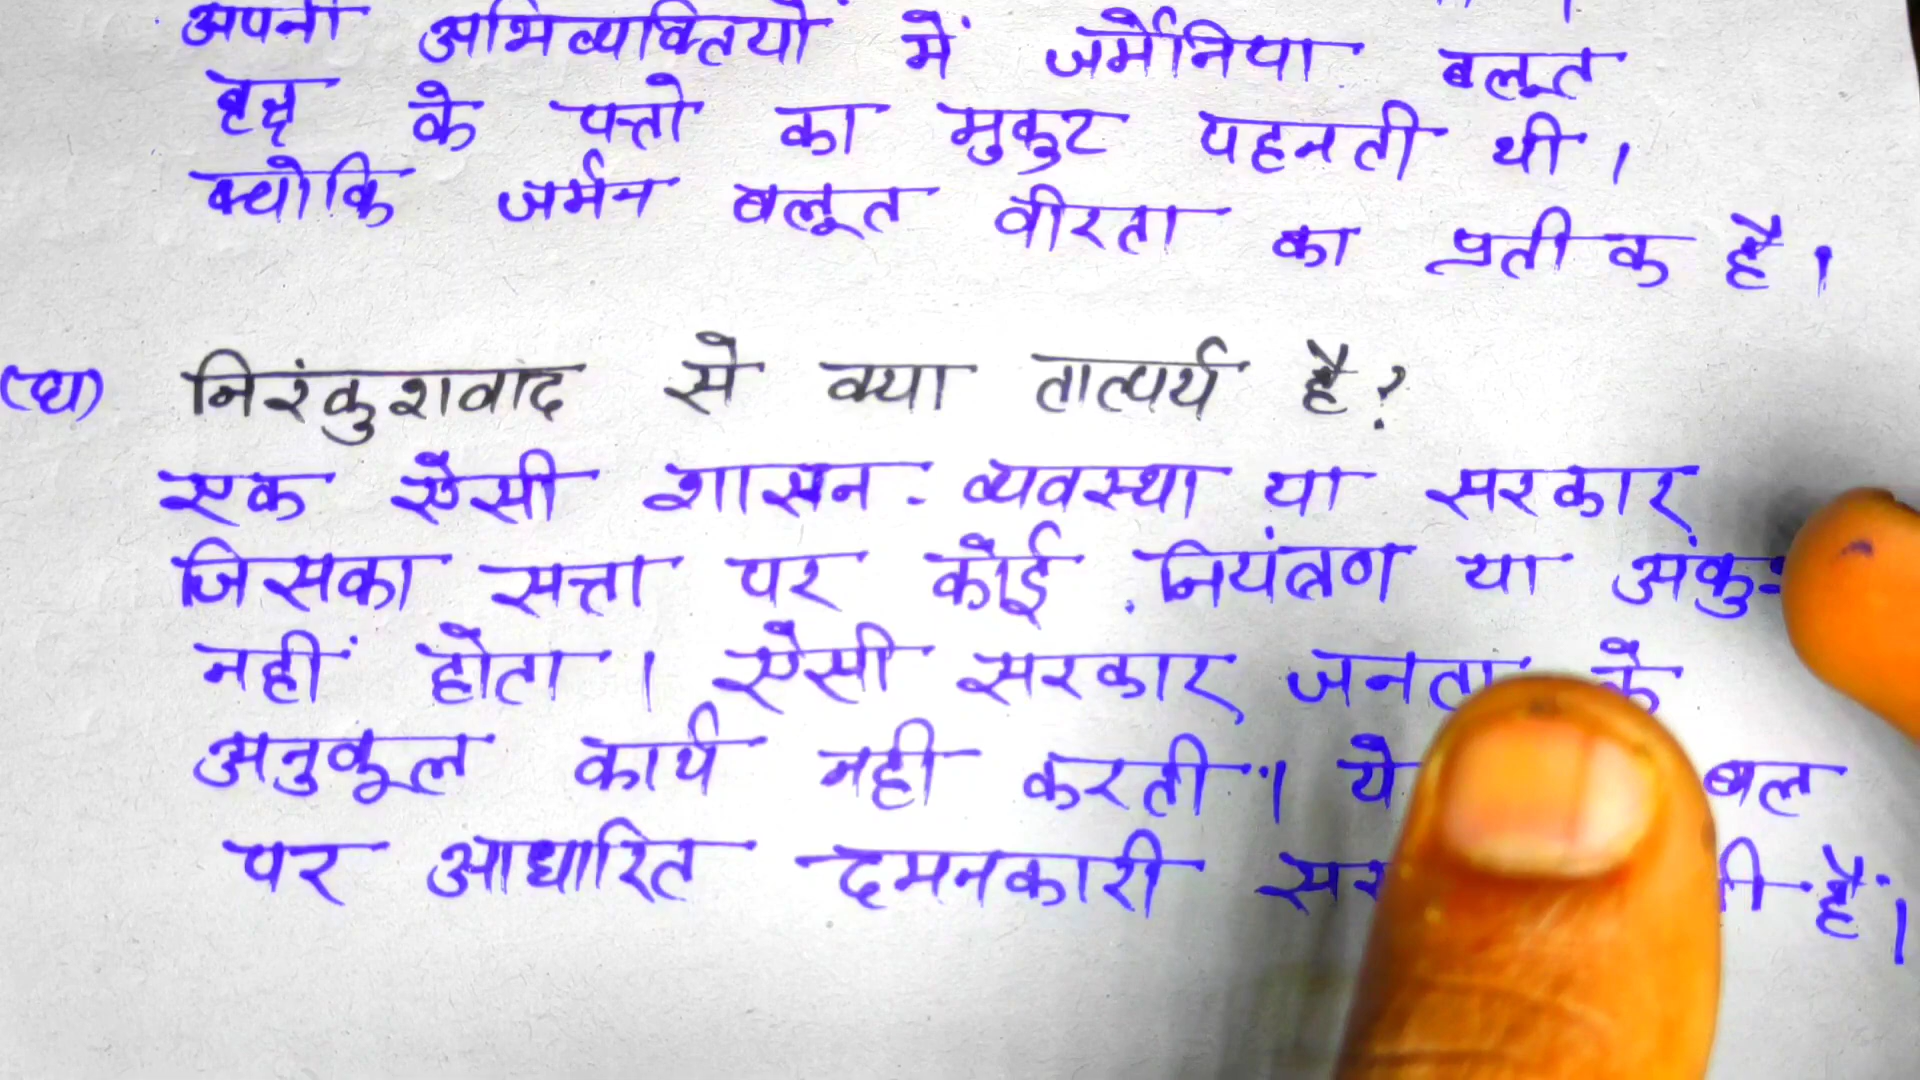 अपनी अभिव्यक्तियों में जर्मेनिया बलूत
के पत्तो का मुकुट पहनती थी।
क्योकि जर्मन बलूत वीरता का प्रतीक है।
(घ) निरंकुशवाद से क्या तात्पर्य है?
एक ऐसी शासन-व्यवस्था या सरकार
जिसका सत्ता पर कोई नियंत्रण या
नहीं होता। ऐसी सरकार जनता के
अनुकूल कार्य नही करती। ये बल
पर आधारित दमनकारी हैं।